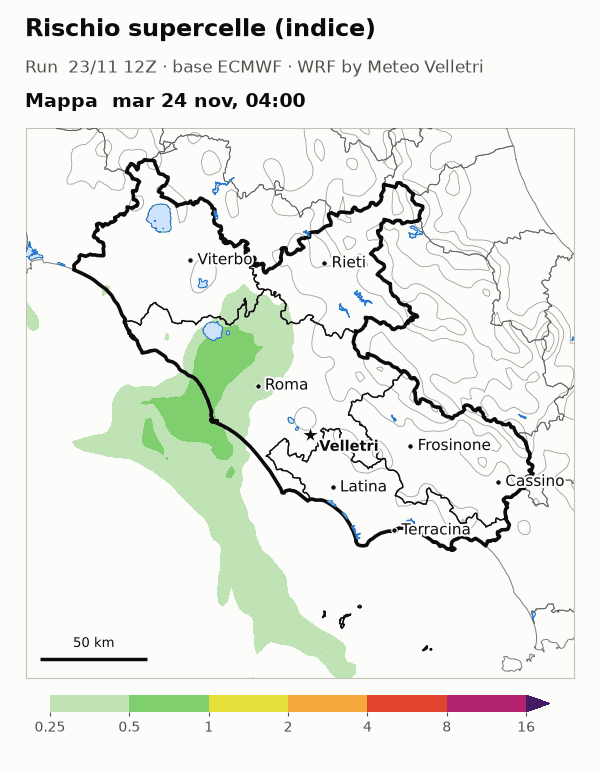 Rischio supercelle (indice)
Run  23/11 12Z · base ECMWF · WRF by Meteo Velletri
Mappa  mar 24 nov, 04:00
Viterbo
Rieti
Roma
Velletri
Frosinone
Cassino
Latina
Terracina
50 km
0.25 0.5 1 2 4 8 16